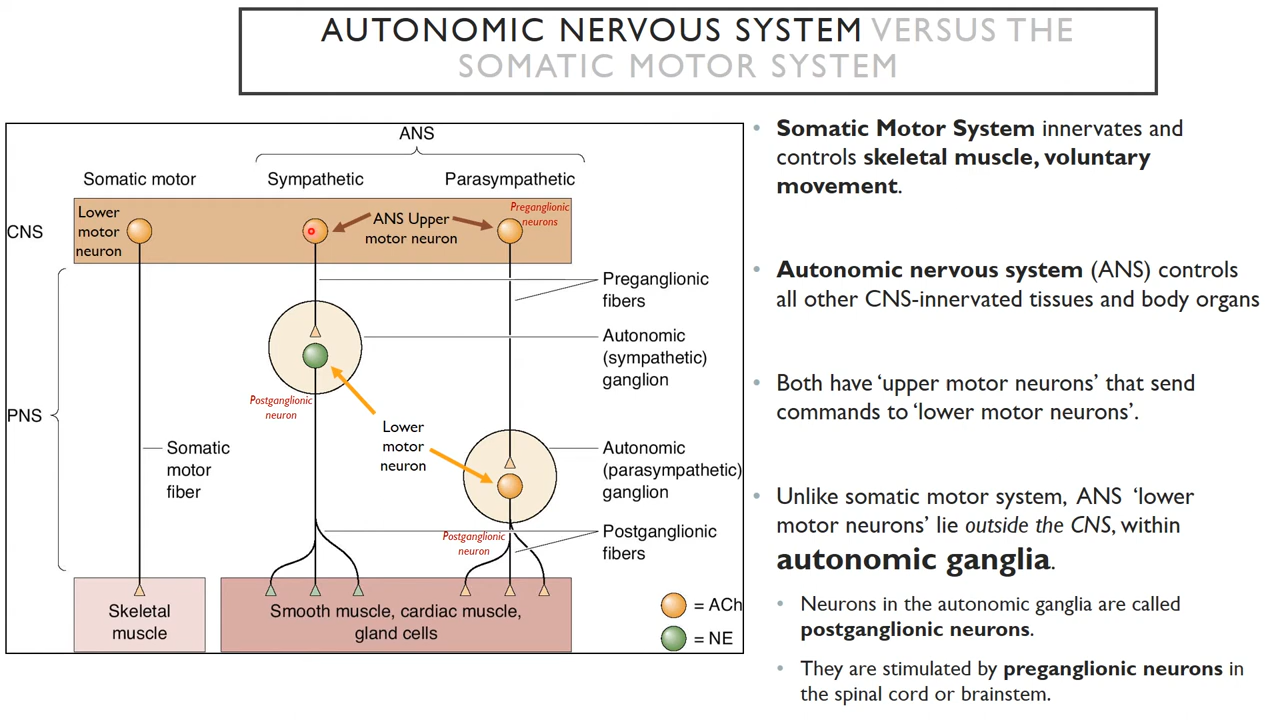 AUTONOMIC NERVOUS SYSTEM VERSUS THE
SOMATIC MOTOR SYSTEM
ANS
Somatic motor
Sympathetic
Parasympathetic
CNS
Lower
motor
neuron
ANS Upper
motor neuron
Preganglionic
neurons
Preganglionic
fibers
Autonomic
(sympathetic)
ganglion
Postganglionic
neuron
PNS
Lower
motor
neuron
Somatic
motor
fiber
Autonomic
(parasympathetic)
ganglion
Postganglionic
neuron
Postganglionic
fibers
Skeletal
muscle
Smooth muscle, cardiac muscle,
gland cells
= ACh
= NE
• Somatic Motor System innervates and
controls skeletal muscle, voluntary
movement.
• Autonomic nervous system (ANS) controls
all other CNS-innervated tissues and body organs
• Both have ‘upper motor neurons’ that send
commands to ‘lower motor neurons’.
• Unlike somatic motor system, ANS ‘lower
motor neurons’ lie outside the CNS, within
autonomic ganglia.
• Neurons in the autonomic ganglia are called
postganglionic neurons.
• They are stimulated by preganglionic neurons in
the spinal cord or brainstem.